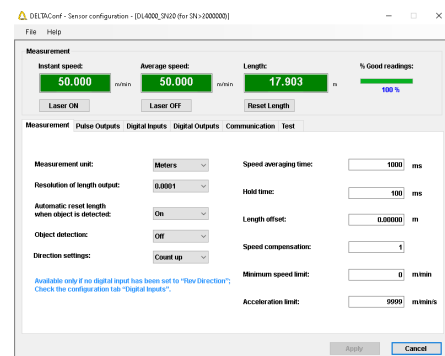 DELTAConf - Sensor configuration - [DL4000_SN20 (for SN>2000000)]
File Help
Measurement
Instant speed: Average speed: Length: % Good readings:
50.000 m/min 50.000 m/min 17.903 m 100 %
Laser ON Laser OFF Reset Length
Measurement Pulse Outputs Digital Inputs Digital Outputs Communication Test
Measurement unit: Meters Speed averaging time: 1000 ms
Resolution of length output: 0.0001 Hold time: 100 ms
Automatic reset length
when object is detected: On Length offset: 0.00000 m
Object detection: Off Speed compensation: 1
Direction settings: Count up Minimum speed limit: 0 m/min
Available only if no digital input has been set to "Rev Direction";
Check the configuration tab "Digital Inputs".
Acceleration limit: 9999 m/min/s
Apply Cancel